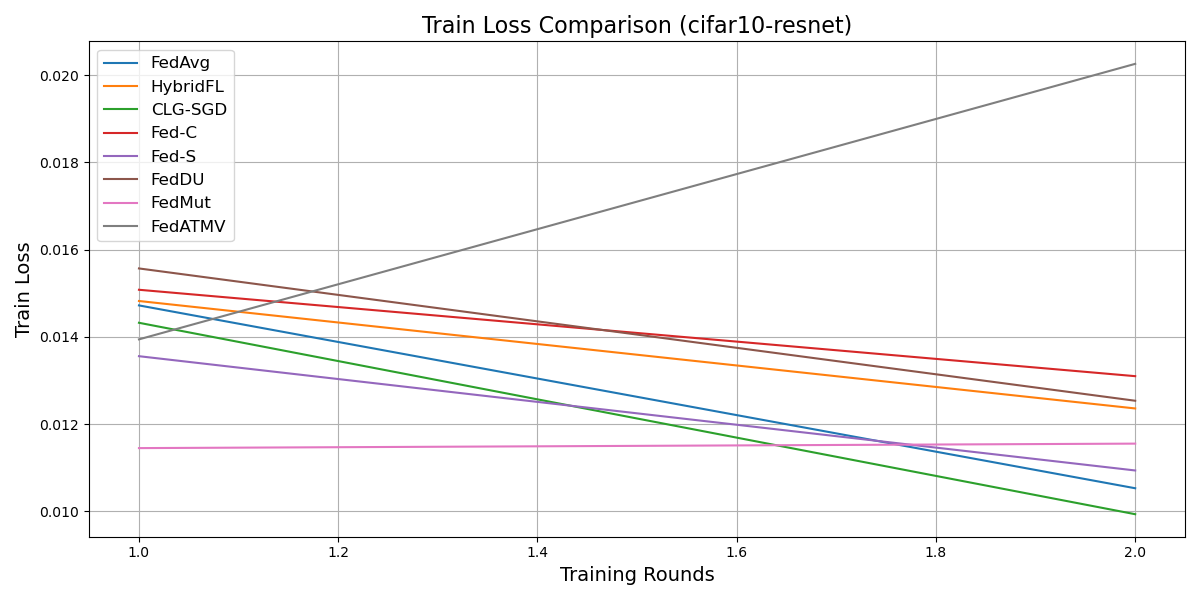 Train Loss Comparison (cifar10-resnet)
FedAvg
HybridFL
CLG-SGD
Fed-C
Fed-S
FedDU
FedMut
FedATMV
Train Loss
0.020
0.018
0.016
0.014
0.012
0.010
1.0 1.2 1.4 1.6 1.8 2.0
Training Rounds